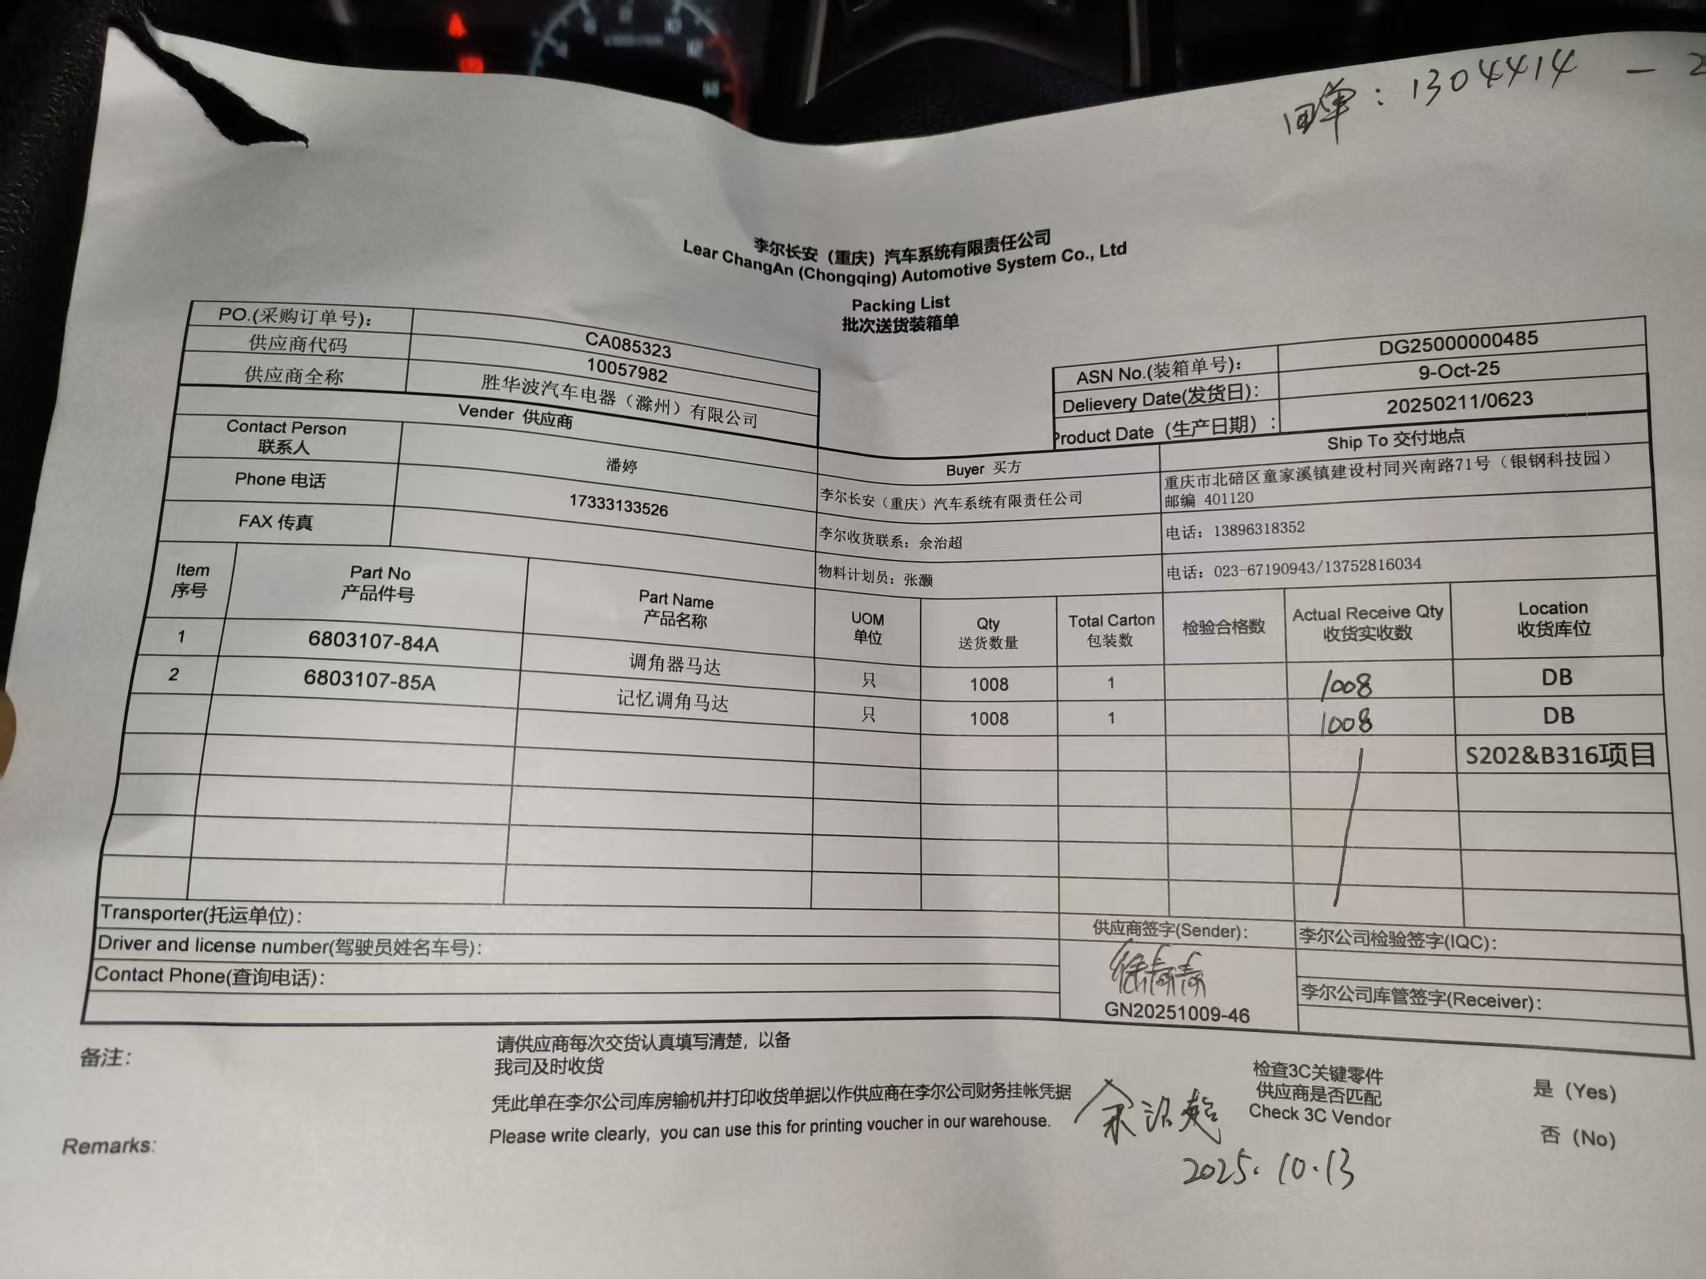 回单：1304414 － 2
李尔长安（重庆）汽车系统有限责任公司
Lear ChangAn (Chongqing) Automotive System Co., Ltd
Packing List
批次送货装箱单
PO.(采购订单号)： CA085323
供应商代码 10057982
供应商全称 胜华波汽车电器（滁州）有限公司
ASN No.(装箱单号)： DG25000000485
Delievery Date(发货日)： 9-Oct-25
Product Date（生产日期）： 20250211/0623
Vender 供应商
Buyer 买方
Ship To 交付地点
Contact Person
联系人
潘婷
李尔长安（重庆）汽车系统有限责任公司
重庆市北碚区童家溪镇建设村同兴南路71号（银钢科技园）
邮编 401120
Phone 电话 17333133526
李尔收货联系：余治超
电话：13896318352
FAX 传真
物料计划员：张灏
电话：023-67190943/13752816034
Item
序号
Part No
产品件号
Part Name
产品名称
UOM
单位
Qty
送货数量
Total Carton
包装数
检验合格数
Actual Receive Qty
收货实收数
Location
收货库位
1 6803107-84A 调角器马达 只 1008 1 1008 DB
2 6803107-85A 记忆调角马达 只 1008 1 1008 DB
S202&B316项目
Transporter(托运单位)：
Driver and license number(驾驶员姓名车号)：
Contact Phone(查询电话)：
供应商签字(Sender)：
徐青青
GN20251009-46
李尔公司检验签字(IQC)：
李尔公司库管签字(Receiver)：
备注：
请供应商每次交货认真填写清楚，以备
我司及时收货
凭此单在李尔公司库房输机并打印收货单据以作供应商在李尔公司财务挂帐凭据
Remarks:
Please write clearly, you can use this for printing voucher in our warehouse.
余治超
2025.10.13
检查3C关键零件
供应商是否匹配
Check 3C Vendor
是（Yes）
否（No）